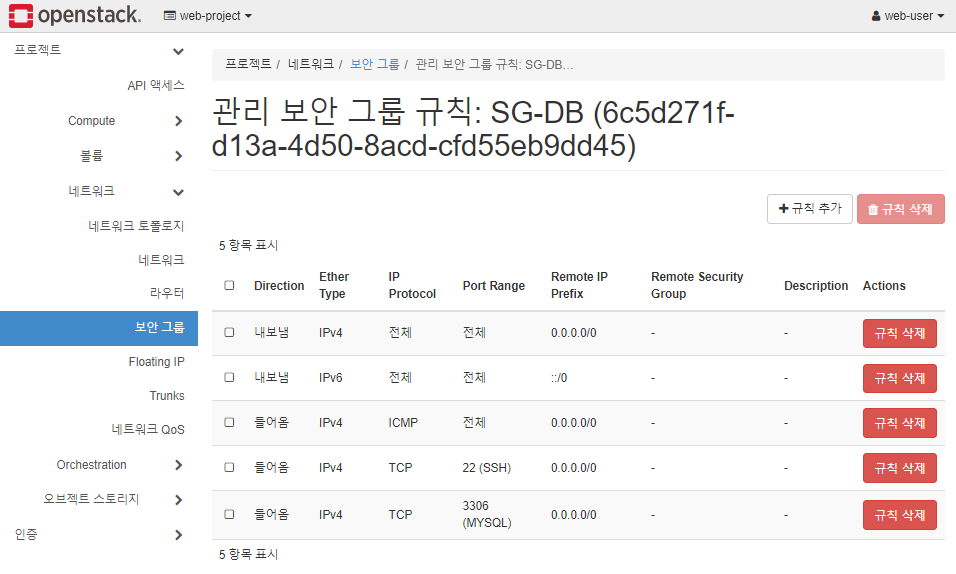 openstack. web-project web-user
프로젝트
API 액세스
Compute
볼륨
네트워크
네트워크 토폴로지
네트워크
라우터
보안 그룹
Floating IP
Trunks
네트워크 QoS
Orchestration
오브젝트 스토리지
인증
프로젝트 / 네트워크 / 보안 그룹 / 관리 보안 그룹 규칙: SG-DB...
관리 보안 그룹 규칙: SG-DB (6c5d271f-
d13a-4d50-8acd-cfd55eb9dd45)
+ 규칙 추가 규칙 삭제
5 항목 표시
Direction Ether Type IP Protocol Port Range Remote IP Prefix Remote Security Group Description Actions
내보냄 IPv4 전체 전체 0.0.0.0/0 - - 규칙 삭제
내보냄 IPv6 전체 전체 ::/0 - - 규칙 삭제
들어옴 IPv4 ICMP 전체 0.0.0.0/0 - - 규칙 삭제
들어옴 IPv4 TCP 22 (SSH) 0.0.0.0/0 - - 규칙 삭제
들어옴 IPv4 TCP 3306 (MYSQL) 0.0.0.0/0 - - 규칙 삭제
5 항목 표시